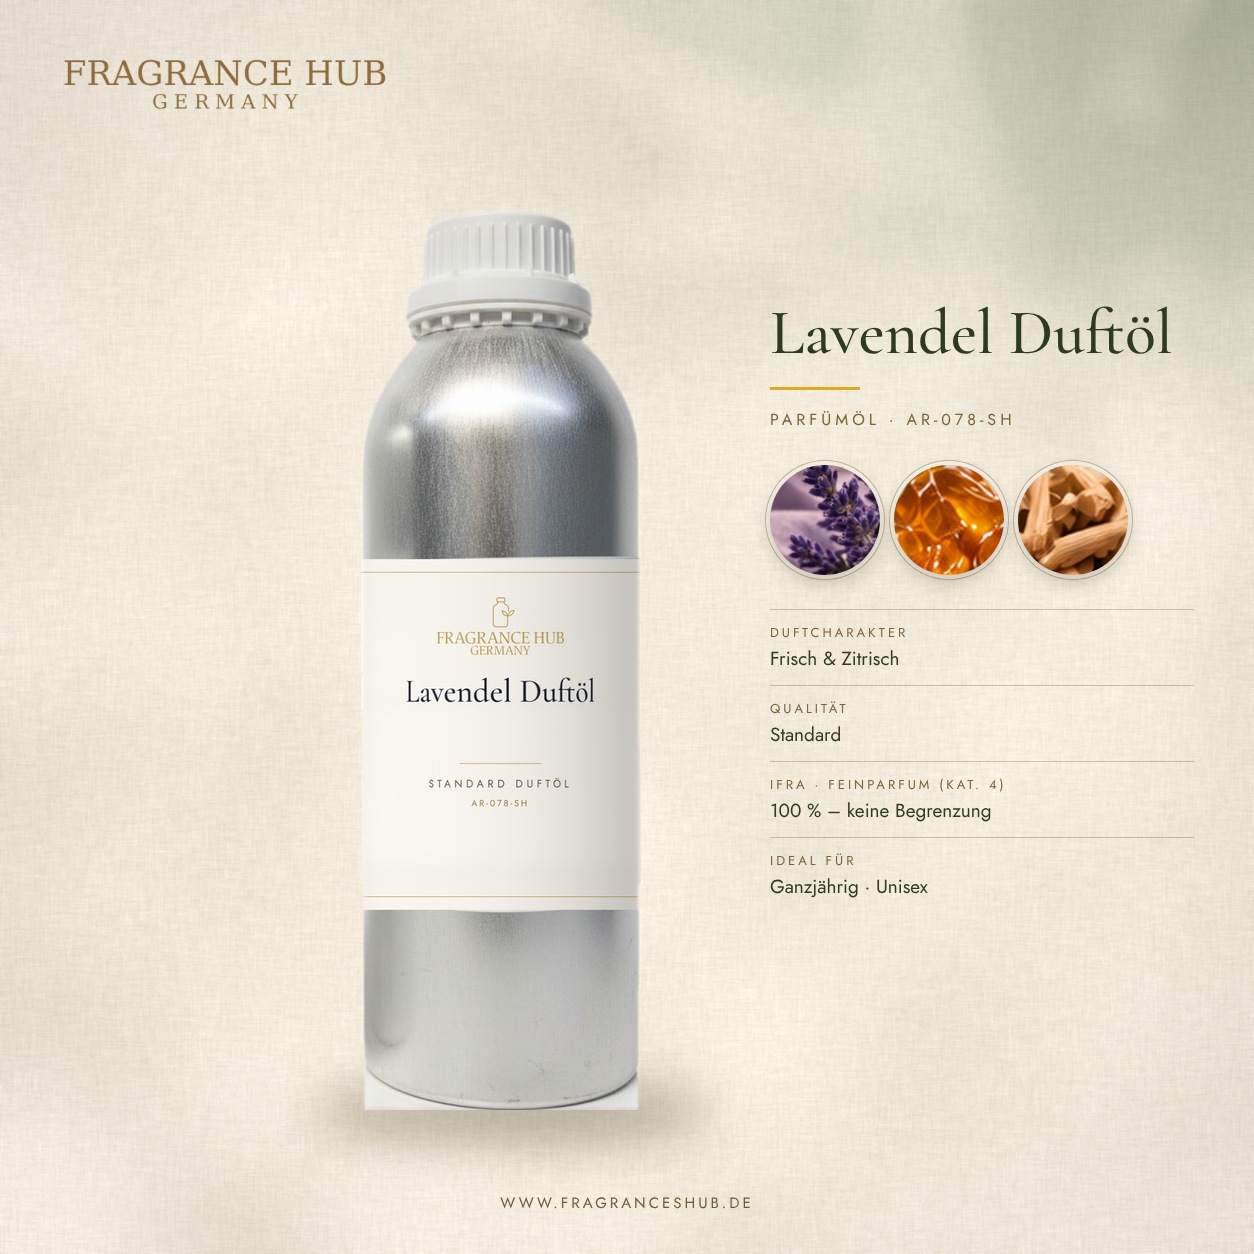 FRAGRANCE HUB
GERMANY
Lavendel Duftöl
PARFÜMÖL · AR-078-SH
DUFTCHARAKTER
Frisch & Zitrisch
QUALITÄT
Standard
IFRA · FEINPARFUM (KAT. 4)
100 % – keine Begrenzung
IDEAL FÜR
Ganzjährig · Unisex
FRAGRANCE HUB
GERMANY
Lavendel Duftöl
STANDARD DUFTÖL
AR-078-SH
WWW.FRAGRANCESHUB.DE